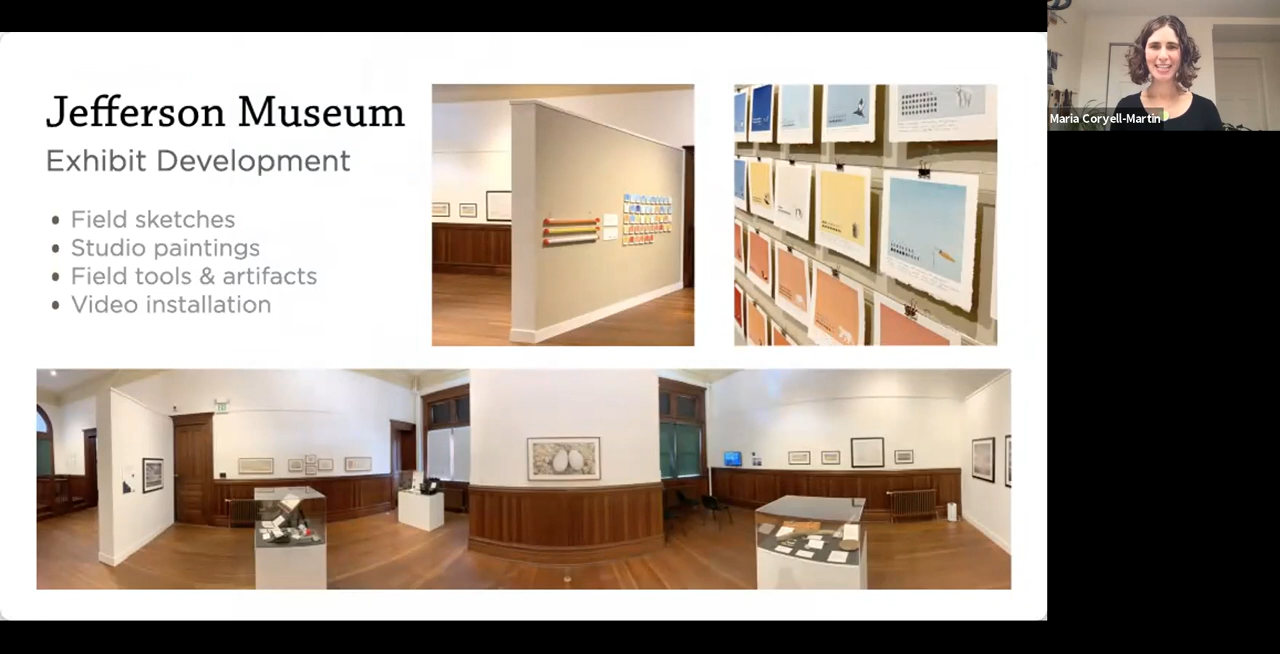 Jefferson Museum
Exhibit Development
• Field sketches
• Studio paintings
• Field tools & artifacts
• Video installation
Maria Coryell-Martin